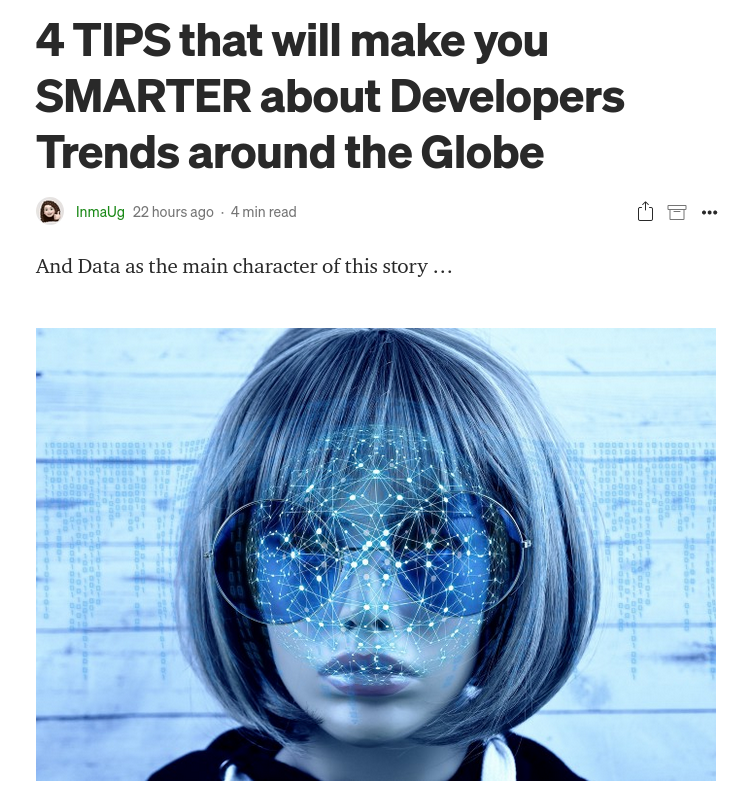 4 TIPS that will make you
SMARTER about Developers
Trends around the Globe
InmaUg 22 hours ago · 4 min read
And Data as the main character of this story …